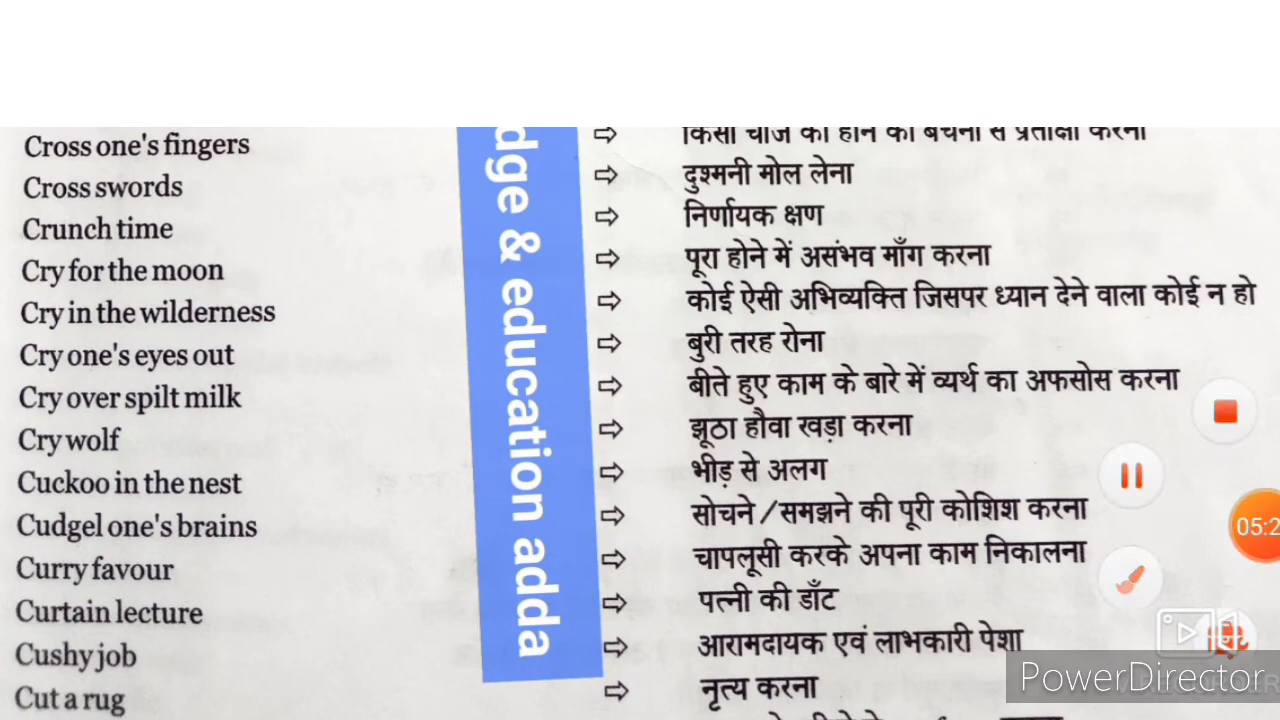 Cross one's fingers ⇨ किसी चीज का होने का बेचैनी से प्रतीक्षा करना
Cross swords ⇨ दुश्मनी मोल लेना
Crunch time ⇨ निर्णायक क्षण
Cry for the moon ⇨ पूरा होने में असंभव माँग करना
Cry in the wilderness ⇨ कोई ऐसी अभिव्यक्ति जिसपर ध्यान देने वाला कोई न हो
Cry one's eyes out ⇨ बुरी तरह रोना
Cry over spilt milk ⇨ बीते हुए काम के बारे में व्यर्थ का अफसोस करना
Cry wolf ⇨ झूठा हौवा खड़ा करना
Cuckoo in the nest ⇨ भीड़ से अलग
Cudgel one's brains ⇨ सोचने/समझने की पूरी कोशिश करना
Curry favour ⇨ चापलूसी करके अपना काम निकालना
Curtain lecture ⇨ पत्नी की डाँट
Cushy job ⇨ आरामदायक एवं लाभकारी पेशा
Cut a rug ⇨ नृत्य करना
dge & education adda
05:2
PowerDirector